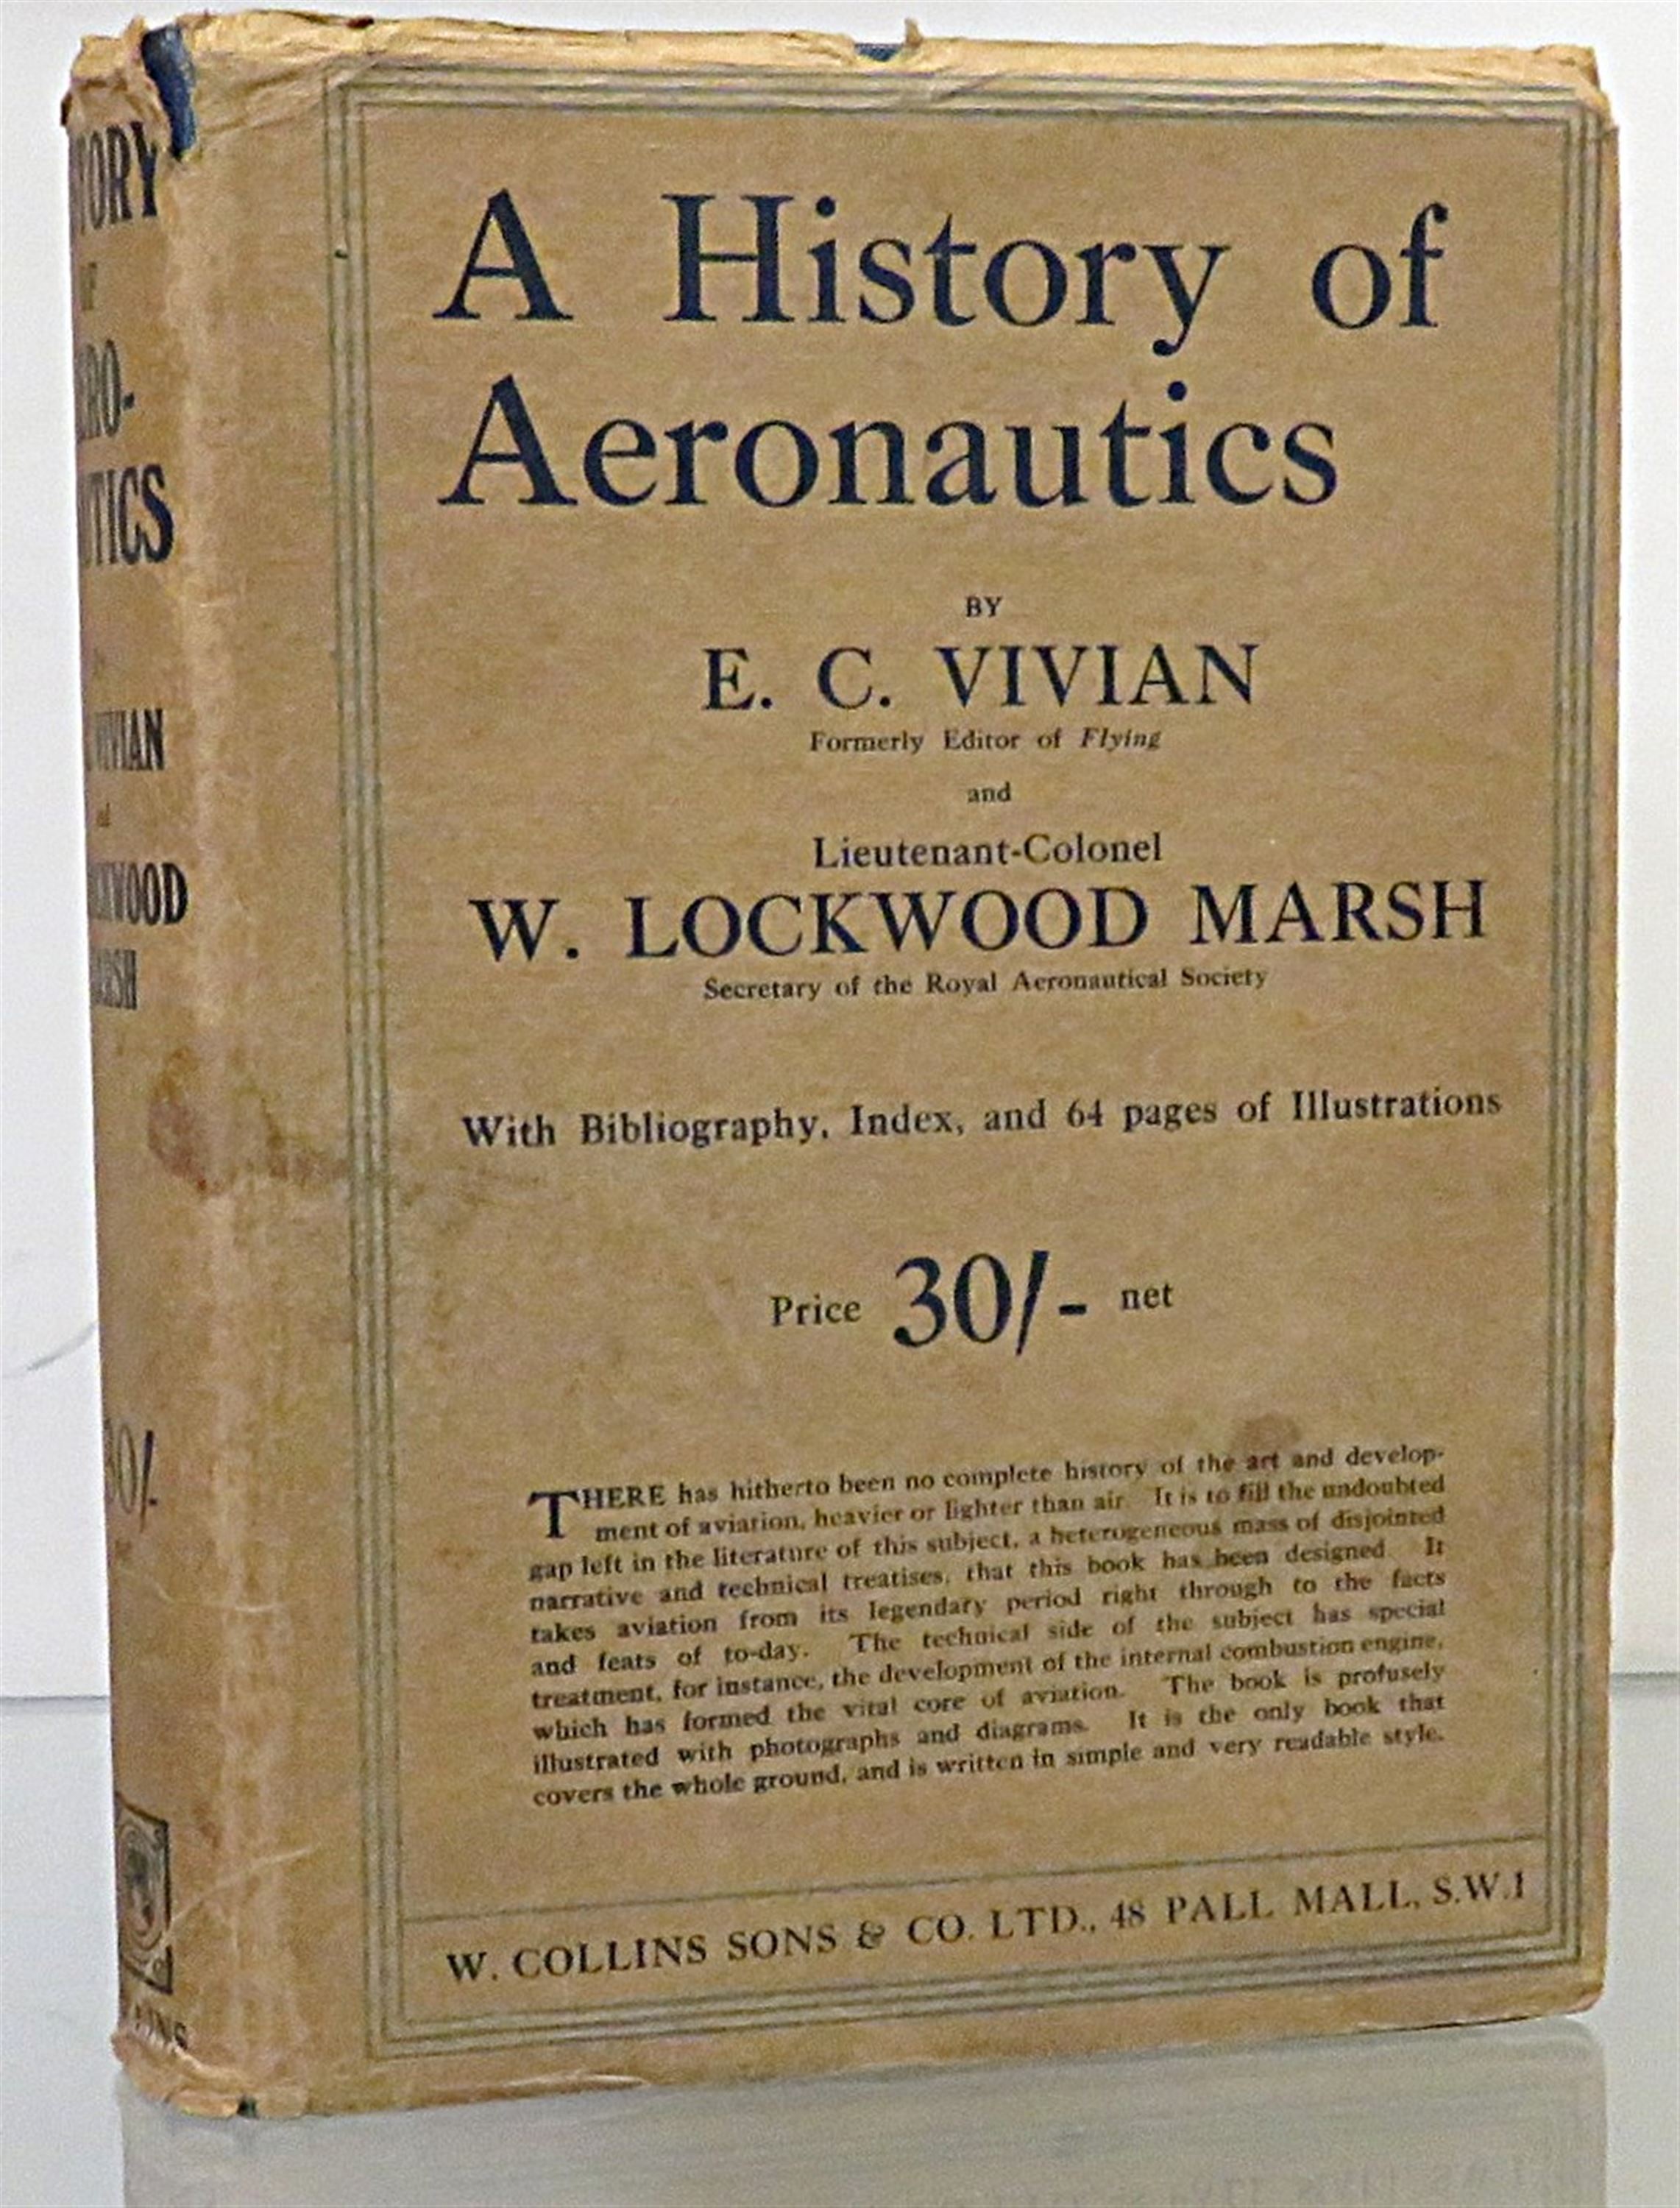 A History of
Aeronautics
BY
E. C. VIVIAN
Formerly Editor of Flying
and
Lieutenant-Colonel
W. LOCKWOOD MARSH
Secretary of the Royal Aeronautical Society
With Bibliography, Index, and 64 pages of Illustrations
Price 30/- net
THERE has hitherto been no complete history of the art and develop-
ment of aviation, heavier or lighter than air. It is to fill the undoubted
gap left in the literature of this subject, a heterogeneous mass of disjointed
narrative and technical treatises, that this book has been designed. It
takes aviation from its legendary period right through to the facts
and feats of to-day. The technical side of the subject has special
treatment, for instance, the development of the internal combustion engine,
which has formed the vital core of aviation. The book is profusely
illustrated with photographs and diagrams. It is the only book that
covers the whole ground, and is written in simple and very readable style.
W. COLLINS SONS & CO. LTD., 48 PALL MALL, S.W.1
TORY
RO-
UTICS
VIVIAN
KWOOD
ARSH
30/-